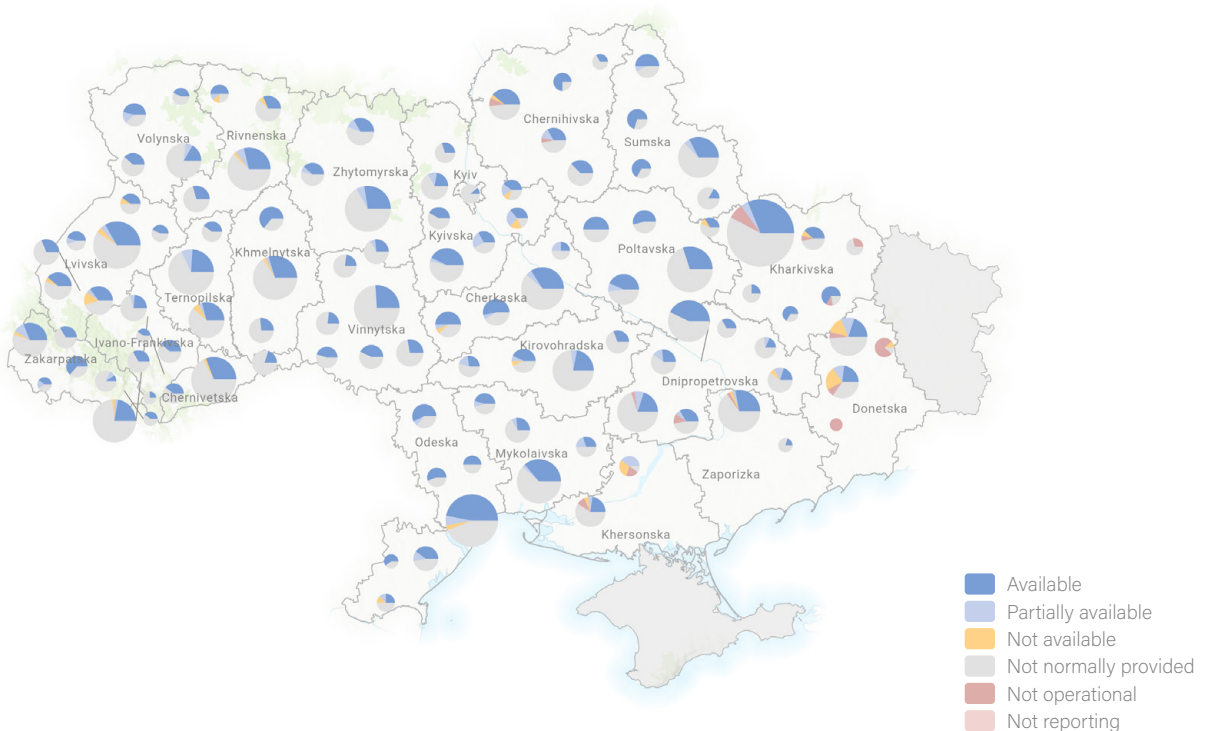 Chernihivska
Volynska
Rivnenska
Sumska
Zhytomyrska
Kyiv
Kyivska
Poltavska
Khmelnytska
Lvivska
Kharkivska
Ternopilska
Cherkaska
Vinnytska
Ivano-Frankivska
Kirovohradska
Zakarpatska
Dnipropetrovska
Chernivetska
Donetska
Odeska
Mykolaivska
Zaporizka
Khersonska
Available
Partially available
Not available
Not normally provided
Not operational
Not reporting